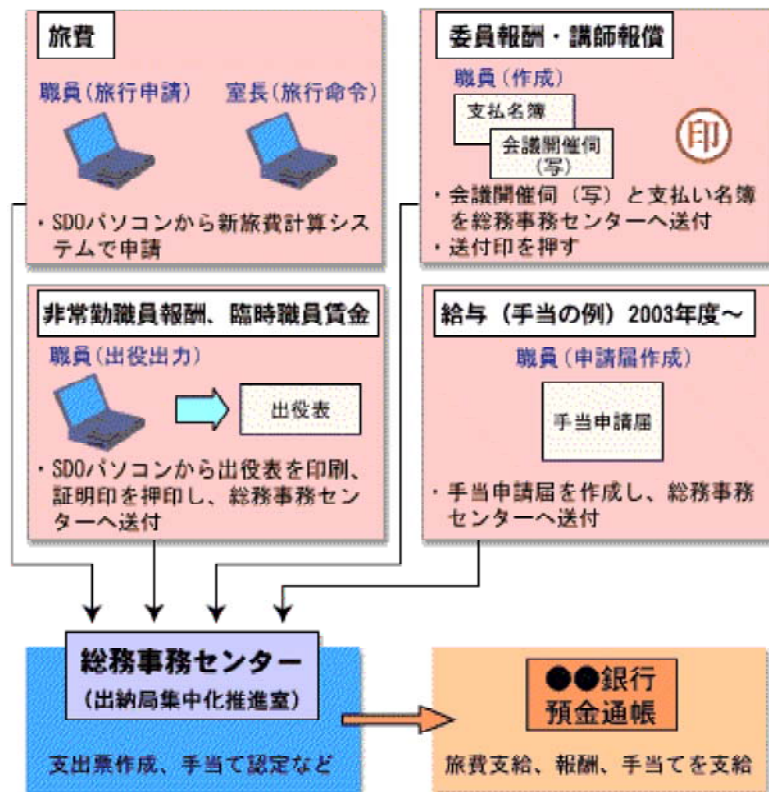 旅費
職員(旅行申請)
室長(旅行命令)
・SDOパソコンから新旅費計算シス
テムで申請
委員報酬・講師報償
職員(作成)
支払名簿
会議開催伺
(写)
印
・会議開催伺(写)と支払い名簿
を総務事務センターへ送付
・送付印を押す
非常勤職員報酬、臨時職員賃金
職員(出役出力)
出役表
・SDOパソコンから出役表を印刷、
証明印を押印し、総務事務セン
ターへ送付
給与(手当の例)2003年度~
職員(申請届作成)
手当申請届
・手当申請届を作成し、総務事務
センターへ送付
総務事務センター
(出納局集中化推進室)
支出票作成、手当て認定など
●●銀行
預金通帳
旅費支給、報酬、手当てを支給